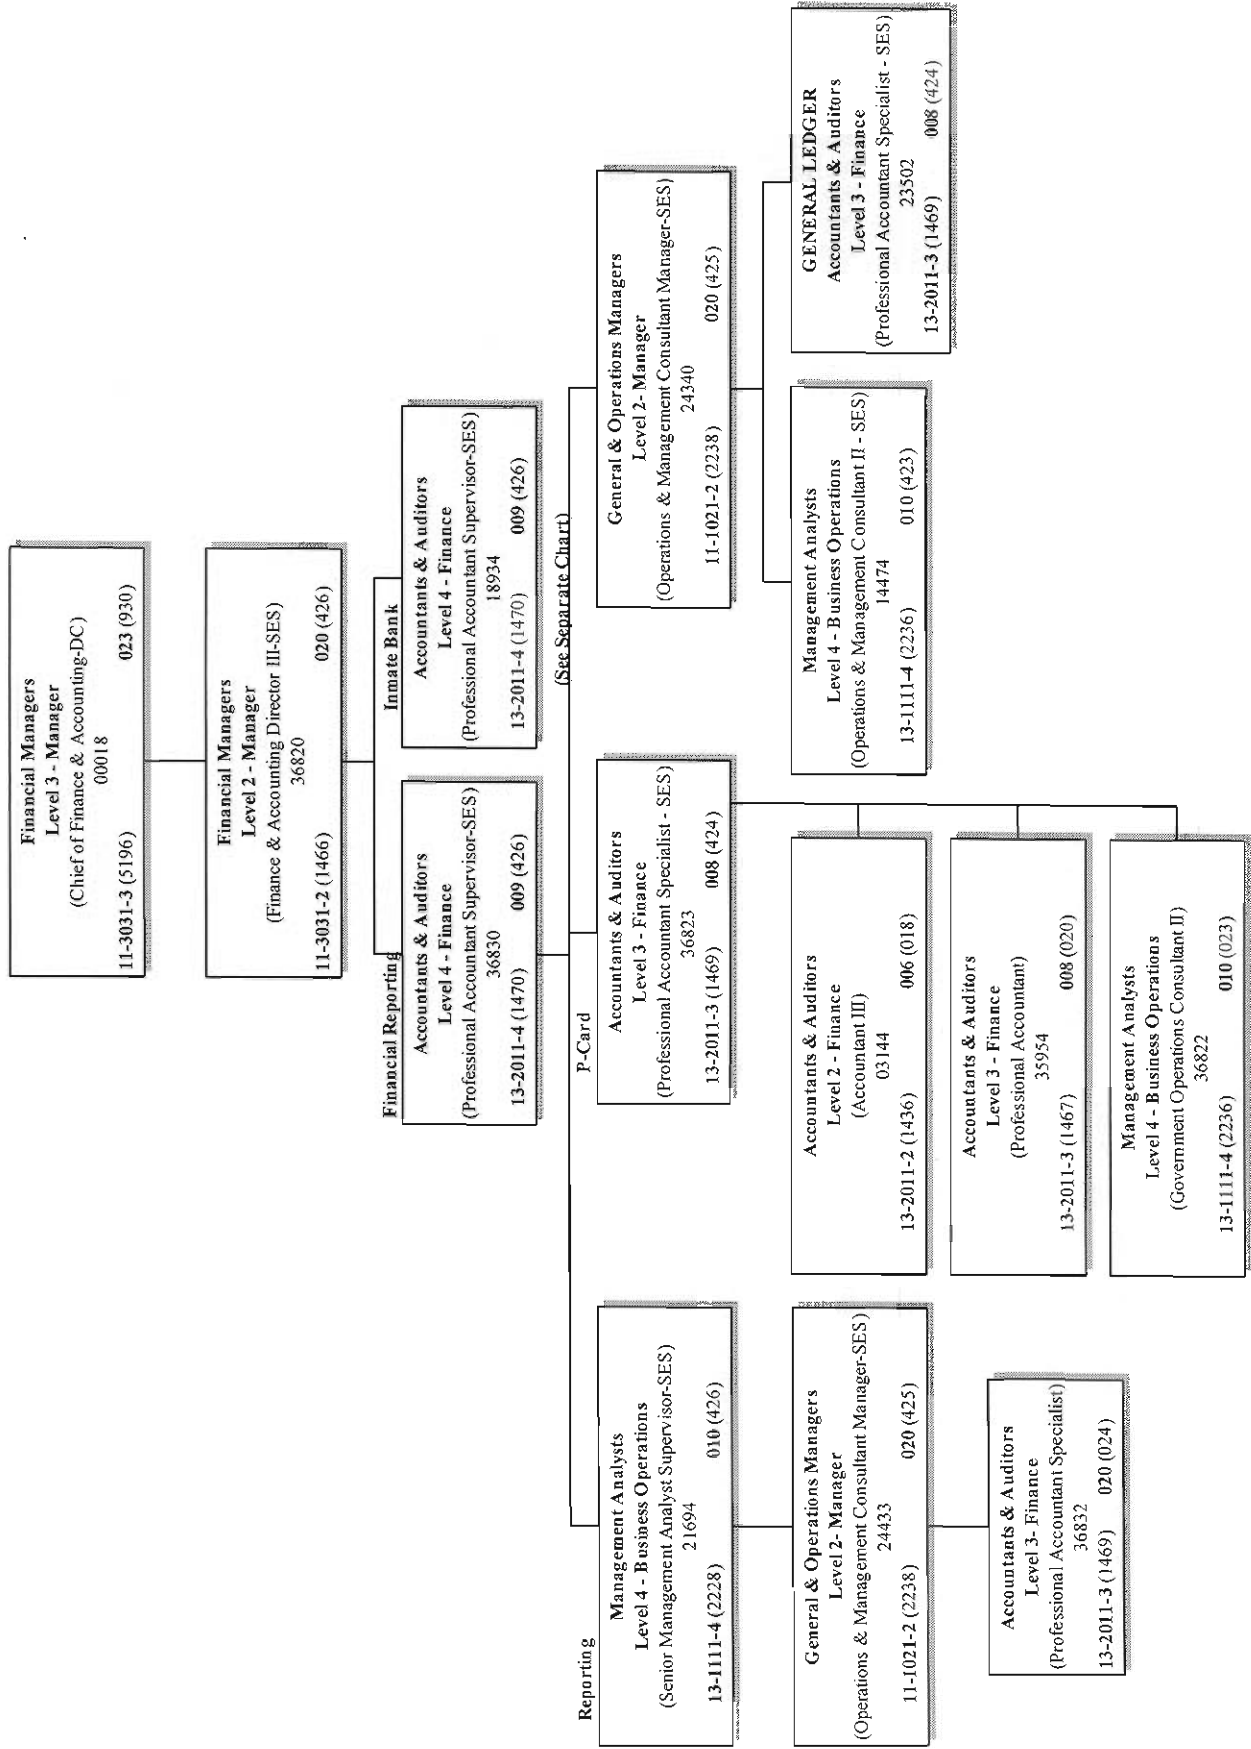 Financial Managers
Level 3 - Manager
(Chief of Finance & Accounting-DC)
00018
11-3031-3 (5196) 023 (930)
Financial Managers
Level 2 - Manager
(Finance & Accounting Director III-SES)
36820
11-3031-2 (1466) 020 (426)
Financial Reporting
Accountants & Auditors
Level 4 - Finance
(Professional Accountant Supervisor-SES)
36830
13-2011-4 (1470) 009 (426)
Inmate Bank
Accountants & Auditors
Level 4 - Finance
(Professional Accountant Supervisor-SES)
18934
13-2011-4 (1470) 009 (426)
(See Separate Chart)
Reporting
Management Analysts
Level 4 - Business Operations
(Senior Management Analyst Supervisor-SES)
21694
13-1111-4 (2228) 010 (426)
P-Card
Accountants & Auditors
Level 3 - Finance
(Professional Accountant Specialist - SES)
36823
13-2011-3 (1469) 008 (424)
General & Operations Managers
Level 2- Manager
(Operations & Management Consultant Manager-SES)
24340
11-1021-2 (2238) 020 (425)
General & Operations Managers
Level 2- Manager
(Operations & Management Consultant Manager-SES)
24433
11-1021-2 (2238) 020 (425)
Accountants & Auditors
Level 2 - Finance
(Accountant III)
03144
13-2011-2 (1436) 006 (018)
Management Analysts
Level 4 - Business Operations
(Operations & Management Consultant II - SES)
14474
13-1111-4 (2236) 010 (423)
GENERAL LEDGER
Accountants & Auditors
Level 3 - Finance
(Professional Accountant Specialist - SES)
23502
13-2011-3 (1469) 008 (424)
Accountants & Auditors
Level 3- Finance
(Professional Accountant Specialist)
36832
13-2011-3 (1469) 020 (024)
Accountants & Auditors
Level 3 - Finance
(Professional Accountant)
35954
13-2011-3 (1467) 008 (020)
Management Analysts
Level 4 - Business Operations
(Government Operations Consultant II)
36822
13-1111-4 (2236) 010 (023)